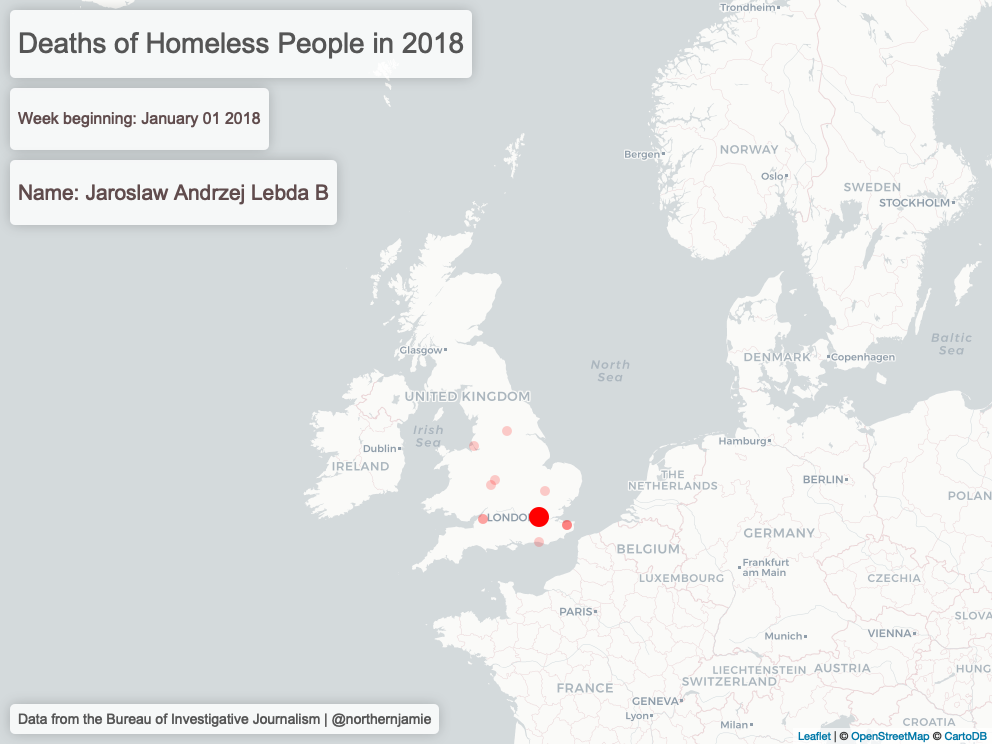 Deaths of Homeless People in 2018
Week beginning: January 01 2018
Name: Jaroslaw Andrzej Lebda B
Trondheim
Bergen
NORWAY
Oslo
SWEDEN
STOCKHOLM
Glasgow
North
Sea
DENMARK
Copenhagen
Baltic
Sea
UNITED KINGDOM
Irish
Sea
Dublin
IRELAND
Hamburg
THE
NETHERLANDS
BERLIN
POLAN
LONDO
BELGIUM
GERMANY
Frankfurt
am Main
LUXEMBOURG
CZECHIA
PARIS
SLOVA
Munich
VIENNA
LIECHTENSTEIN
AUSTRIA
HUNG
SWITZERLAND
FRANCE
GENEVA
Lyon
Milan
CROATIA
Data from the Bureau of Investigative Journalism | @northernjamie
Leaflet | © OpenStreetMap © CartoDB